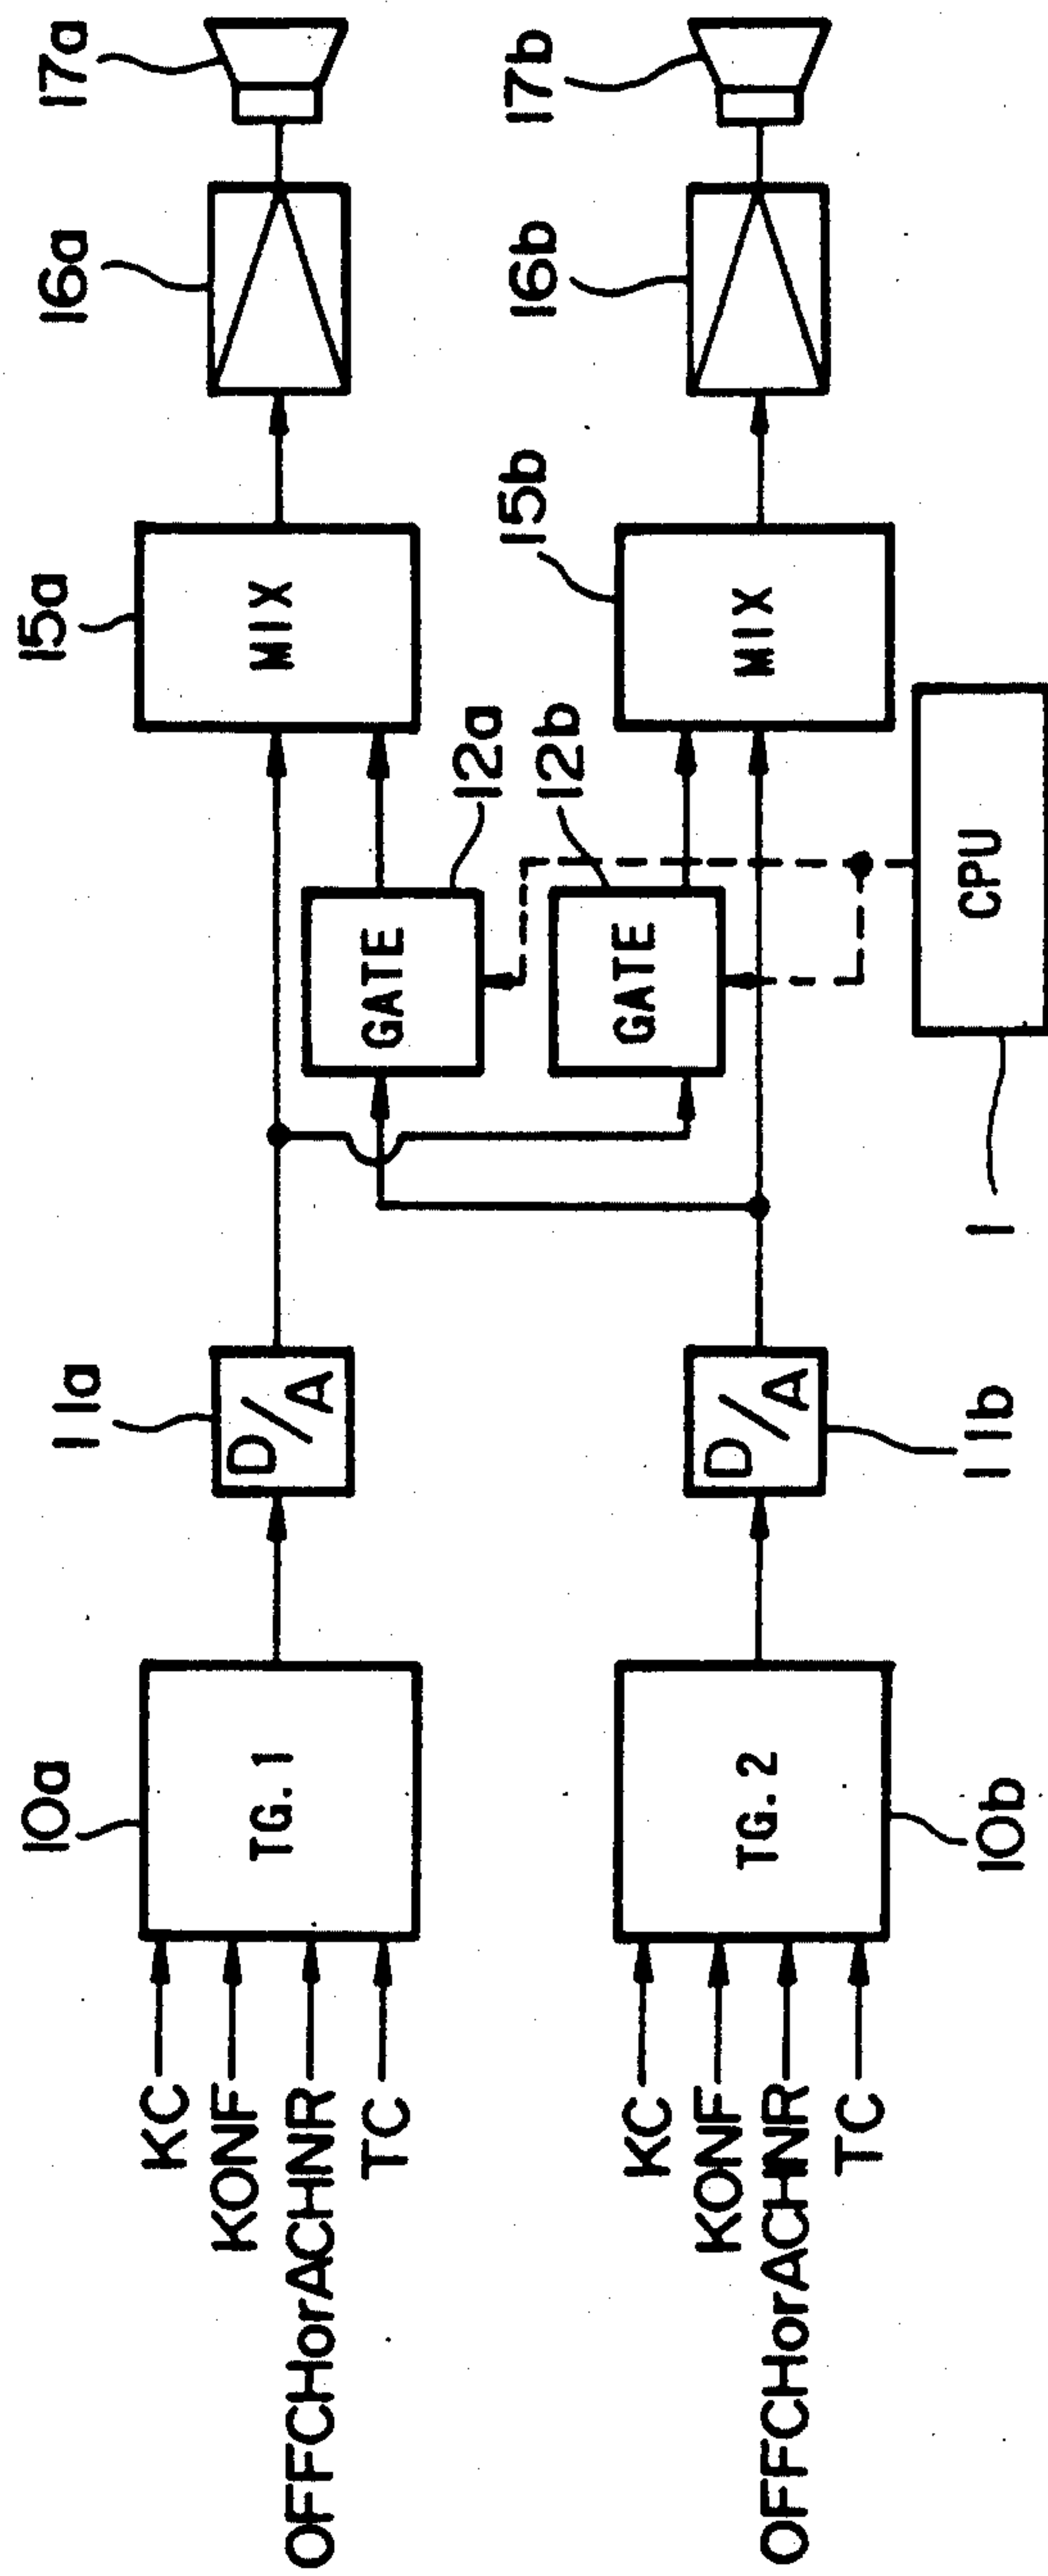 KC
KONF
OFFCHorACHNR
TC
10a
TG.1
11a
D/A
15a
MIX
16a
17a
GATE
12a
GATE
12b
KC
KONF
OFFCHorACHNR
TC
TG.2
10b
D/A
11b
15b
MIX
16b
17b
CPU
1